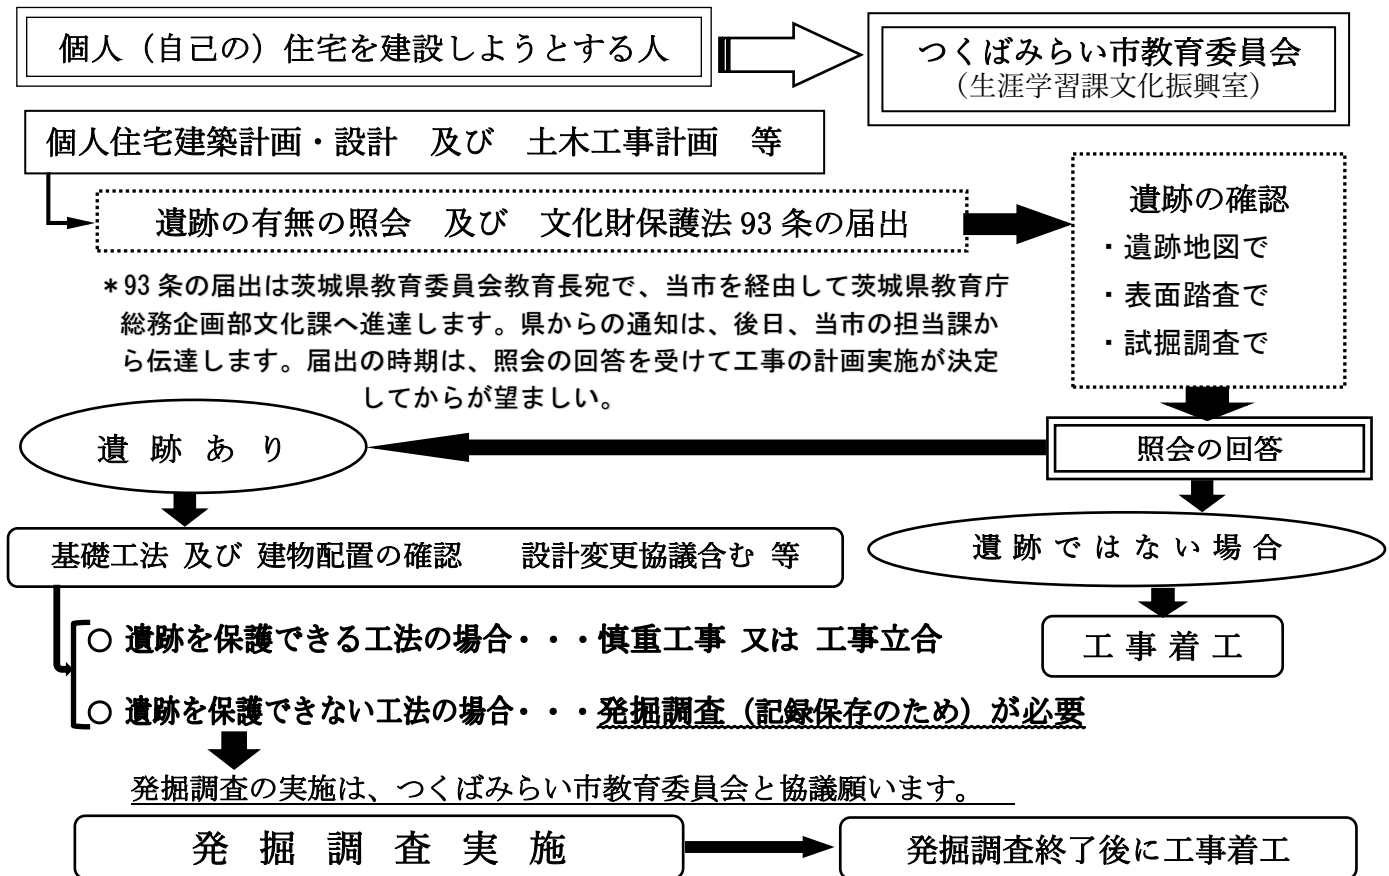 個人（自己の）住宅を建設しようとする人
つくばみらい市教育委員会
（生涯学習課文化振興室）
個人住宅建築計画・設計　及び　土木工事計画　等
遺跡の有無の照会　及び　文化財保護法 93 条の届出
遺跡の確認
・遺跡地図で
・表面踏査で
・試掘調査で
＊93 条の届出は茨城県教育委員会教育長宛で、当市を経由して茨城県教育庁
総務企画部文化課へ進達します。県からの通知は、後日、当市の担当課か
ら伝達します。届出の時期は、照会の回答を受けて工事の計画実施が決定
してからが望ましい。
遺 跡 あ り
照会の回答
基礎工法 及び 建物配置の確認　　設計変更協議含む 等
遺 跡 で は な い 場 合
○ 遺跡を保護できる工法の場合・・・慎重工事 又は 工事立合
工 事 着 工
○ 遺跡を保護できない工法の場合・・・発掘調査（記録保存のため）が必要
発掘調査の実施は、つくばみらい市教育委員会と協議願います。
発 掘 調 査 実 施
発掘調査終了後に工事着工